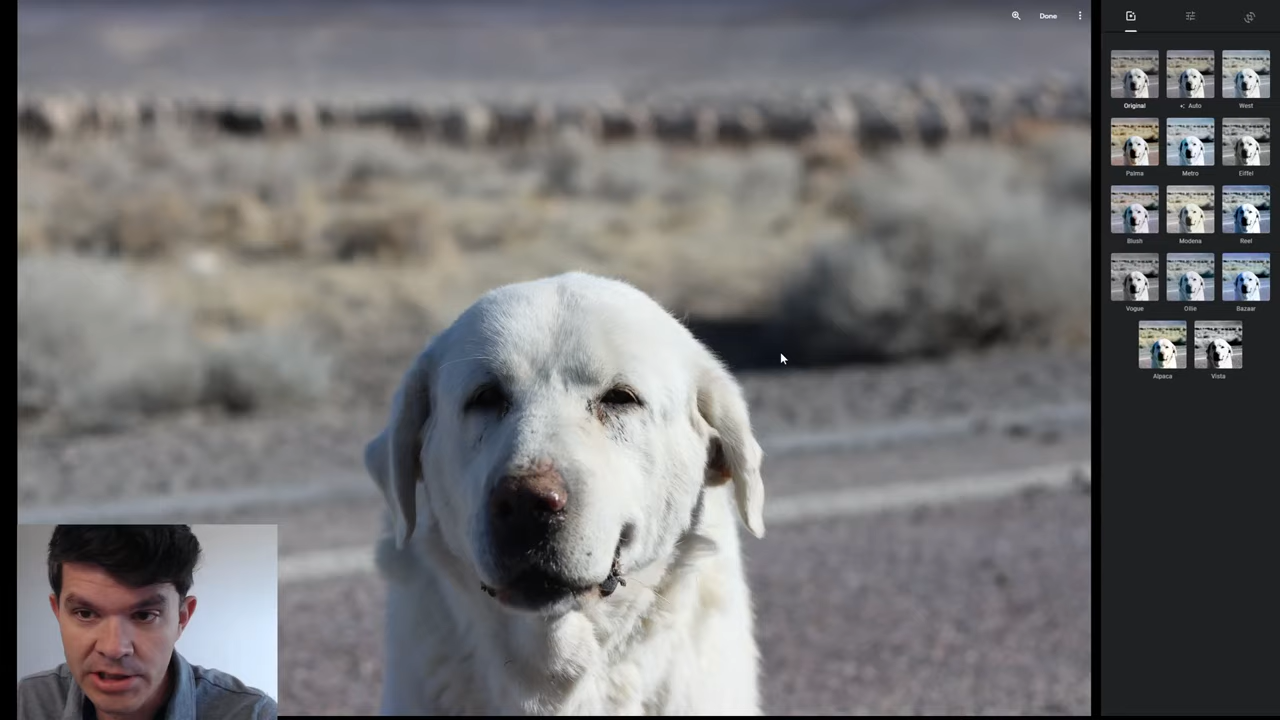 Done
Original Auto West
Palma Metro Eiffel
Blush Modena Reel
Vogue Ollie Bazaar
Alpaca Vista